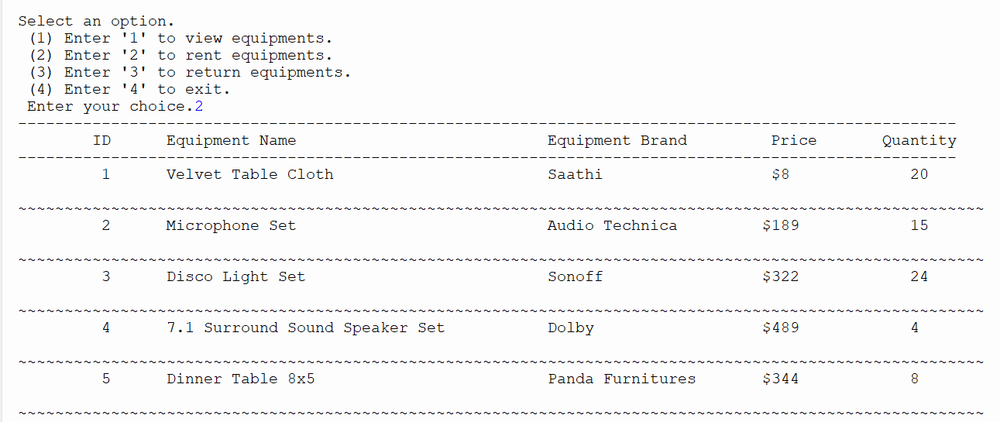 Select an option.
(1) Enter '1' to view equipments.
(2) Enter '2' to rent equipments.
(3) Enter '3' to return equipments.
(4) Enter '4' to exit.
Enter your choice.2
ID Equipment Name Equipment Brand Price Quantity
1 Velvet Table Cloth Saathi $8 20
2 Microphone Set Audio Technica $189 15
3 Disco Light Set Sonoff $322 24
4 7.1 Surround Sound Speaker Set Dolby $489 4
5 Dinner Table 8x5 Panda Furnitures $344 8